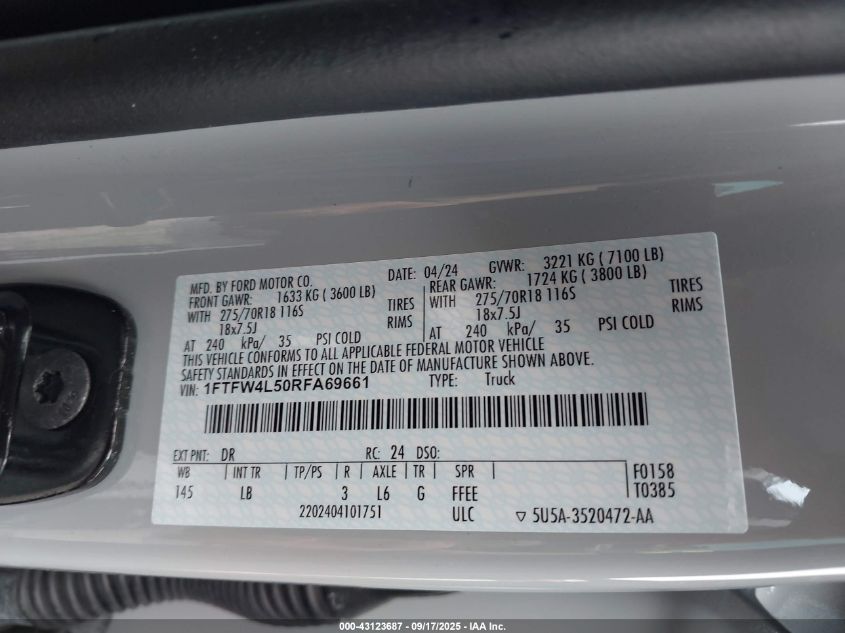 MFD. BY FORD MOTOR CO. DATE: 04/24 GVWR: 3221 KG ( 7100 LB)
FRONT GAWR: 1633 KG ( 3600 LB) REAR GAWR: 1724 KG ( 3800 LB)
WITH 275/70R18 116S TIRES WITH 275/70R18 116S TIRES
18x7.5J RIMS 18x7.5J RIMS
AT 240 kPa/ 35 PSI COLD AT 240 kPa/ 35 PSI COLD
THIS VEHICLE CONFORMS TO ALL APPLICABLE FEDERAL MOTOR VEHICLE
SAFETY STANDARDS IN EFFECT ON THE DATE OF MANUFACTURE SHOWN ABOVE.
VIN: 1FTFW4L50RFA69661 TYPE: Truck
EXT PNT: DR RC: 24 DSO:
WB INT TR TP/PS R AXLE TR SPR F0158
145 LB 3 L6 G FFEE T0385
2202404101751 ULC ▽ 5U5A-3520472-AA
000-43123687 - 09/17/2025 - IAA Inc.